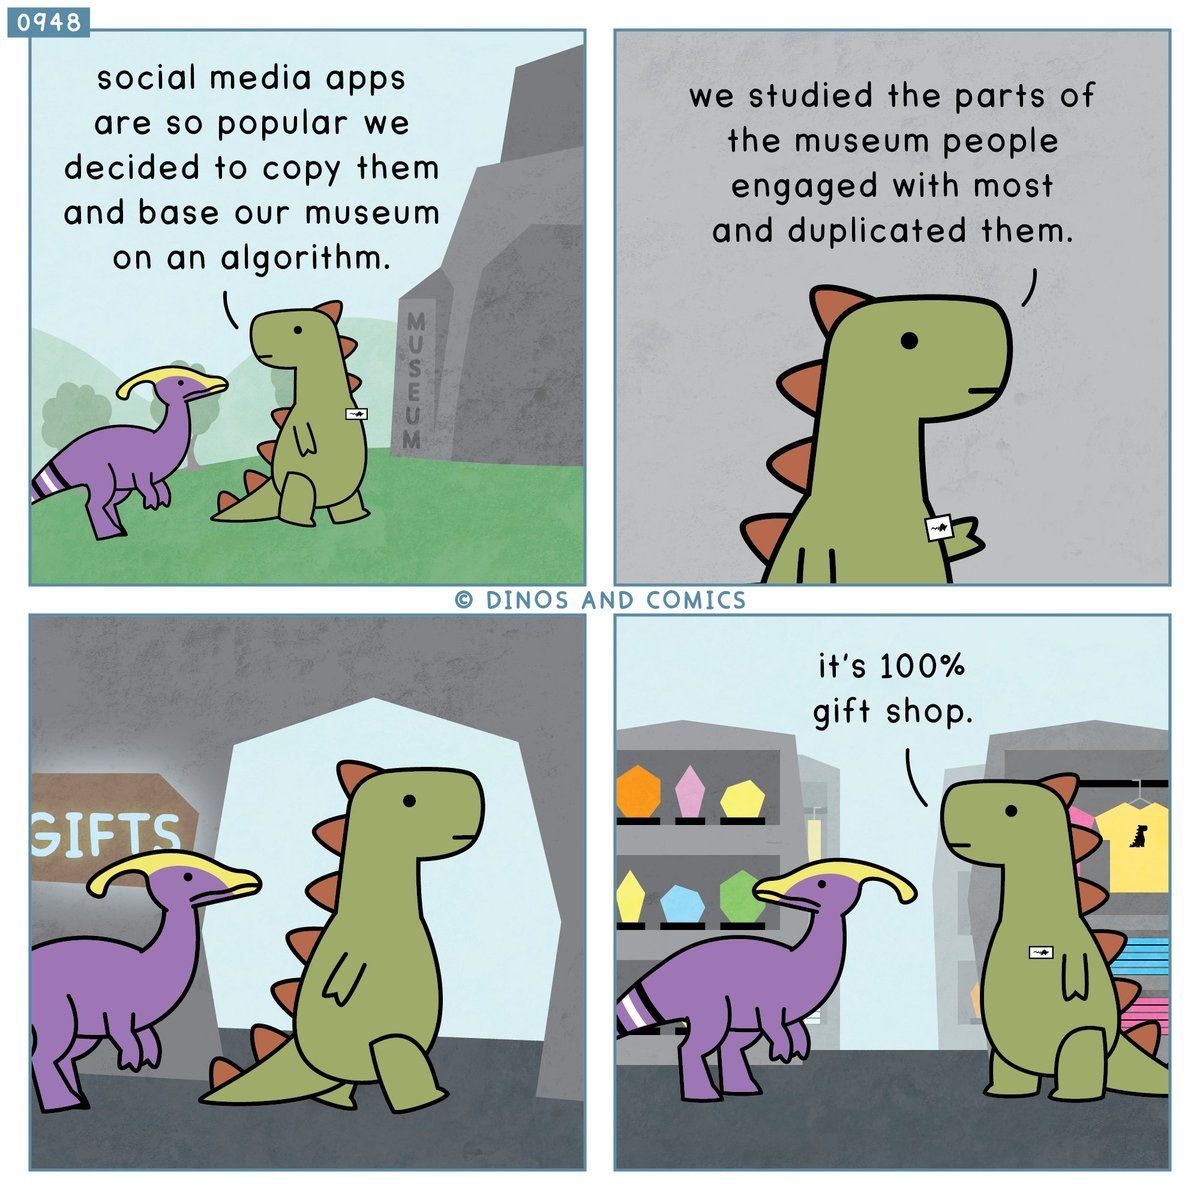 0948
social media apps
are so popular we
decided to copy them
and base our museum
on an algorithm.
MUSEUM
we studied the parts of
the museum people
engaged with most
and duplicated them.
© DINOS AND COMICS
GIFTS
it's 100%
gift shop.